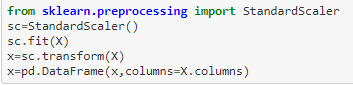 from sklearn.preprocessing import StandardScaler
sc=StandardScaler()
sc.fit(X)
x=sc.transform(X)
x=pd.DataFrame(x,columns=X.columns)